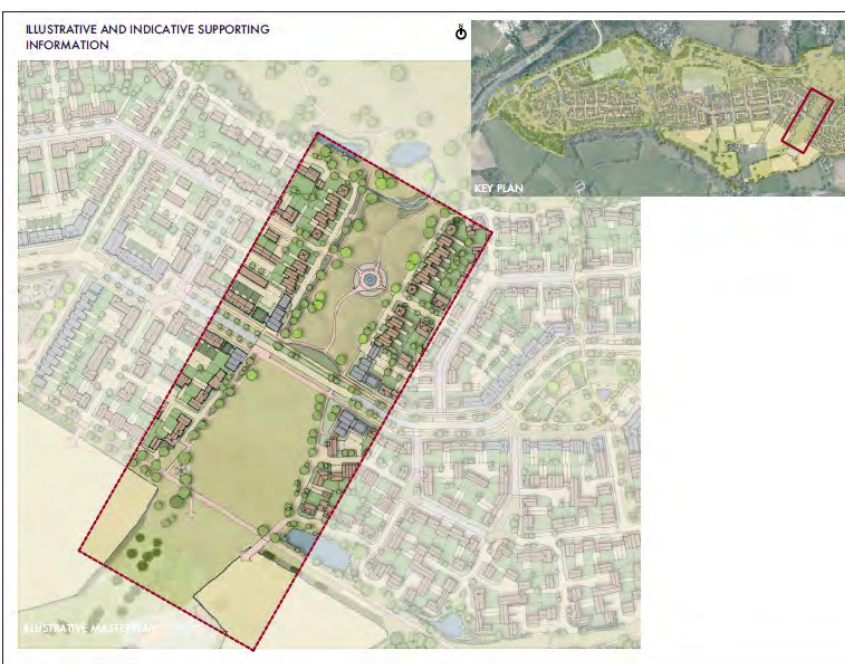 ILLUSTRATIVE AND INDICATIVE SUPPORTING
INFORMATION
KEY PLAN
ILLUSTRATIVE MASTERPLAN